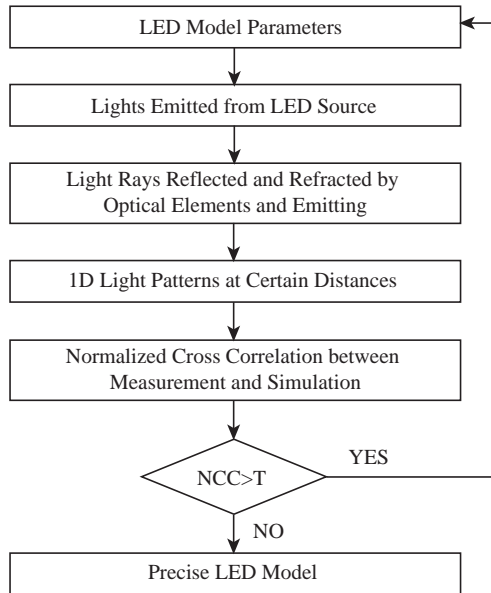 LED Model Parameters
Lights Emitted from LED Source
Light Rays Reflected and Refracted by
Optical Elements and Emitting
1D Light Patterns at Certain Distances
Normalized Cross Correlation between
Measurement and Simulation
NCC>T
YES
NO
Precise LED Model